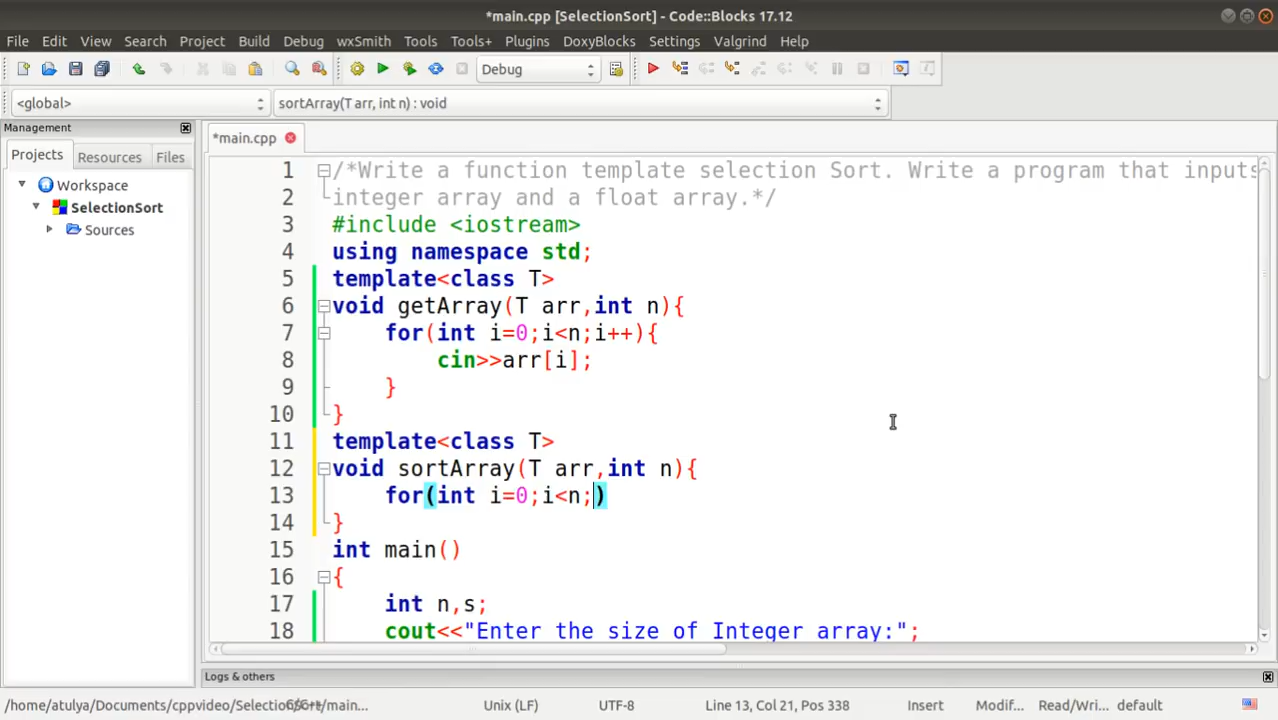 *main.cpp [SelectionSort] - Code::Blocks 17.12
File Edit View Search Project Build Debug wxSmith Tools Tools+ Plugins DoxyBlocks Settings Valgrind Help
Debug
<global> sortArray(T arr, int n) : void
Management
*main.cpp
Projects Resources Files
Workspace
SelectionSort
Sources
1 /*Write a function template selection Sort. Write a program that inputs
2 integer array and a float array.*/
3 #include <iostream>
4 using namespace std;
5 template<class T>
6 void getArray(T arr,int n){
7 for(int i=0;i<n;i++){
8 cin>>arr[i];
9 }
10 }
11 template<class T>
12 void sortArray(T arr,int n){
13 for(int i=0;i<n;)
14 }
15 int main()
16 {
17 int n,s;
18 cout<<"Enter the size of Integer array:";
Logs & others
Unix (LF) UTF-8 Line 13, Col 21, Pos 338 Insert Modif... Read/Wri... default